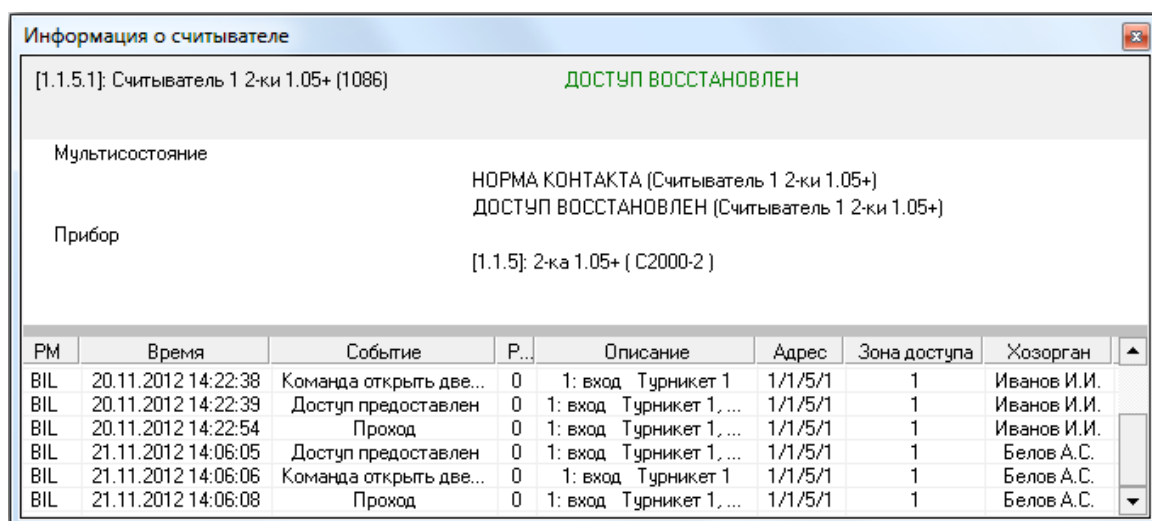 Информация о считывателе
[1.1.5.1]: Считыватель 1 2-ки 1.05+ (1086) ДОСТУП ВОССТАНОВЛЕН
Мультисостояние
НОРМА КОНТАКТА (Считыватель 1 2-ки 1.05+)
ДОСТУП ВОССТАНОВЛЕН (Считыватель 1 2-ки 1.05+)
Прибор
[1.1.5]: 2-ка 1.05+ ( С2000-2 )
РМ Время Событие Р... Описание Адрес Зона доступа Хозорган
BIL 20.11.2012 14:22:38 Команда открыть две... 0 1: вход Турникет 1 1/1/5/1 1 Иванов И.И.
BIL 20.11.2012 14:22:39 Доступ предоставлен 0 1: вход Турникет 1, ... 1/1/5/1 1 Иванов И.И.
BIL 20.11.2012 14:22:54 Проход 0 1: вход Турникет 1, ... 1/1/5/1 1 Иванов И.И.
BIL 21.11.2012 14:06:05 Доступ предоставлен 0 1: вход Турникет 1, ... 1/1/5/1 1 Белов А.С.
BIL 21.11.2012 14:06:06 Команда открыть две... 0 1: вход Турникет 1 1/1/5/1 1 Белов А.С.
BIL 21.11.2012 14:06:08 Проход 0 1: вход Турникет 1, ... 1/1/5/1 1 Белов А.С.